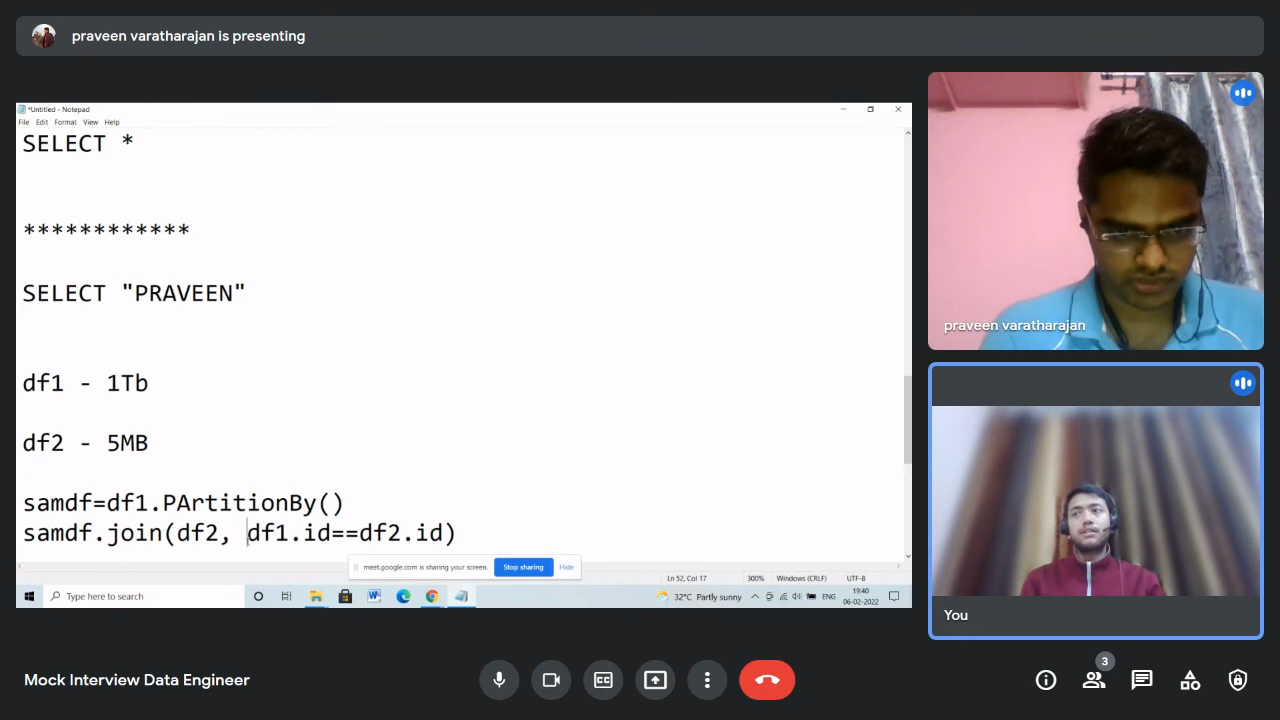 praveen varatharajan is presenting
*Untitled - Notepad
File Edit Format View Help
SELECT *
************
SELECT "PRAVEEN"
df1 - 1Tb
df2 - 5MB
samdf=df1.PArtitionBy()
samdf.join(df2, df1.id==df2.id)
meet.google.com is sharing your screen. Stop sharing Hide
Ln 52, Col 17 300% Windows (CRLF) UTF-8
Type here to search
32°C Partly sunny ENG
19:40
06-02-2022
praveen varatharajan
You
Mock Interview Data Engineer
CC
3